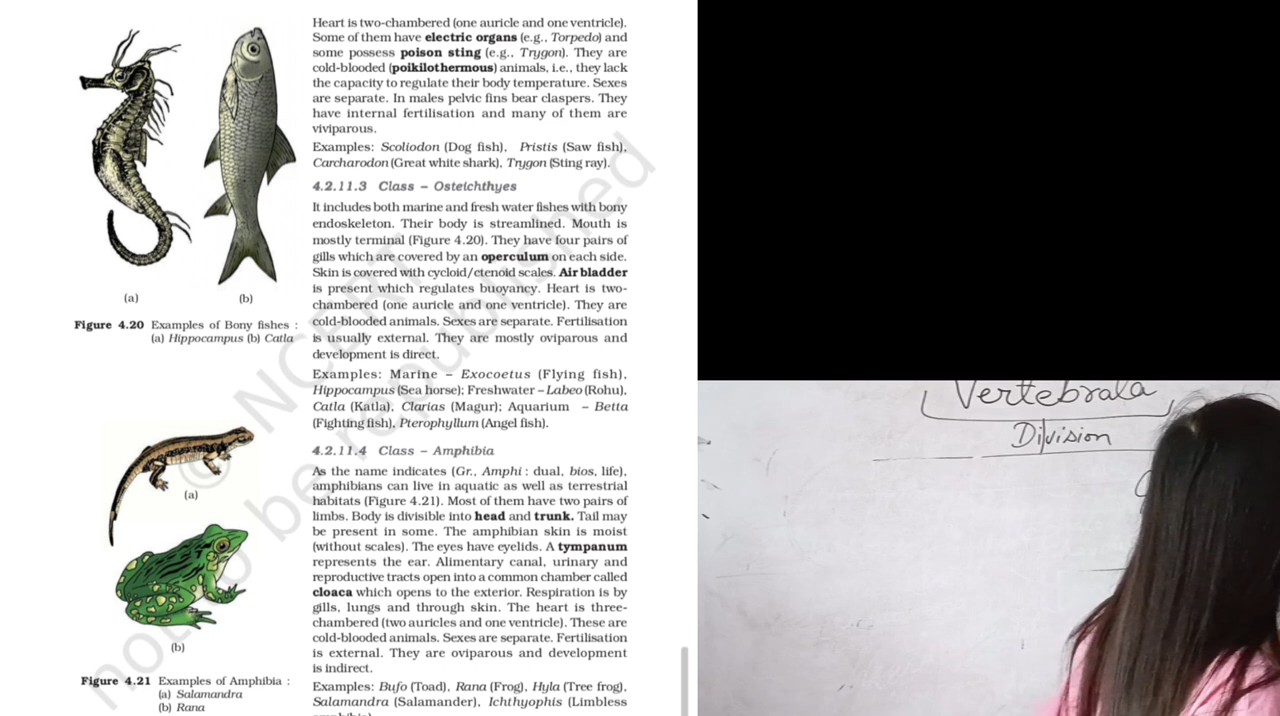 Heart is two-chambered (one auricle and one ventricle).
Some of them have electric organs (e.g., Torpedo) and
some possess poison sting (e.g., Trygon). They are
cold-blooded (poikilothermous) animals, i.e., they lack
the capacity to regulate their body temperature. Sexes
are separate. In males pelvic fins bear claspers. They
have internal fertilisation and many of them are
viviparous.
Examples: Scoliodon (Dog fish), Pristis (Saw fish),
Carcharodon (Great white shark), Trygon (Sting ray).
4.2.11.3 Class – Osteichthyes
It includes both marine and fresh water fishes with bony
endoskeleton. Their body is streamlined. Mouth is
mostly terminal (Figure 4.20). They have four pairs of
gills which are covered by an operculum on each side.
Skin is covered with cycloid/ctenoid scales. Air bladder
is present which regulates buoyancy. Heart is two-
chambered (one auricle and one ventricle). They are
cold-blooded animals. Sexes are separate. Fertilisation
is usually external. They are mostly oviparous and
development is direct.
Examples: Marine – Exocoetus (Flying fish),
Hippocampus (Sea horse); Freshwater – Labeo (Rohu),
Catla (Katla), Clarias (Magur); Aquarium – Betta
(Fighting fish), Pterophyllum (Angel fish).
4.2.11.4 Class – Amphibia
As the name indicates (Gr., Amphi : dual, bios, life),
amphibians can live in aquatic as well as terrestrial
habitats (Figure 4.21). Most of them have two pairs of
limbs. Body is divisible into head and trunk. Tail may
be present in some. The amphibian skin is moist
(without scales). The eyes have eyelids. A tympanum
represents the ear. Alimentary canal, urinary and
reproductive tracts open into a common chamber called
cloaca which opens to the exterior. Respiration is by
gills, lungs and through skin. The heart is three-
chambered (two auricles and one ventricle). These are
cold-blooded animals. Sexes are separate. Fertilisation
is external. They are oviparous and development
is indirect.
Examples: Bufo (Toad), Rana (Frog), Hyla (Tree frog),
Salamandra (Salamander), Ichthyophis (Limbless
(a)
(b)
Figure 4.20 Examples of Bony fishes :
(a) Hippocampus (b) Catla
(a)
(b)
Figure 4.21 Examples of Amphibia :
(a) Salamandra
(b) Rana
© NCERT
not to be republished
Vertebrata
Division